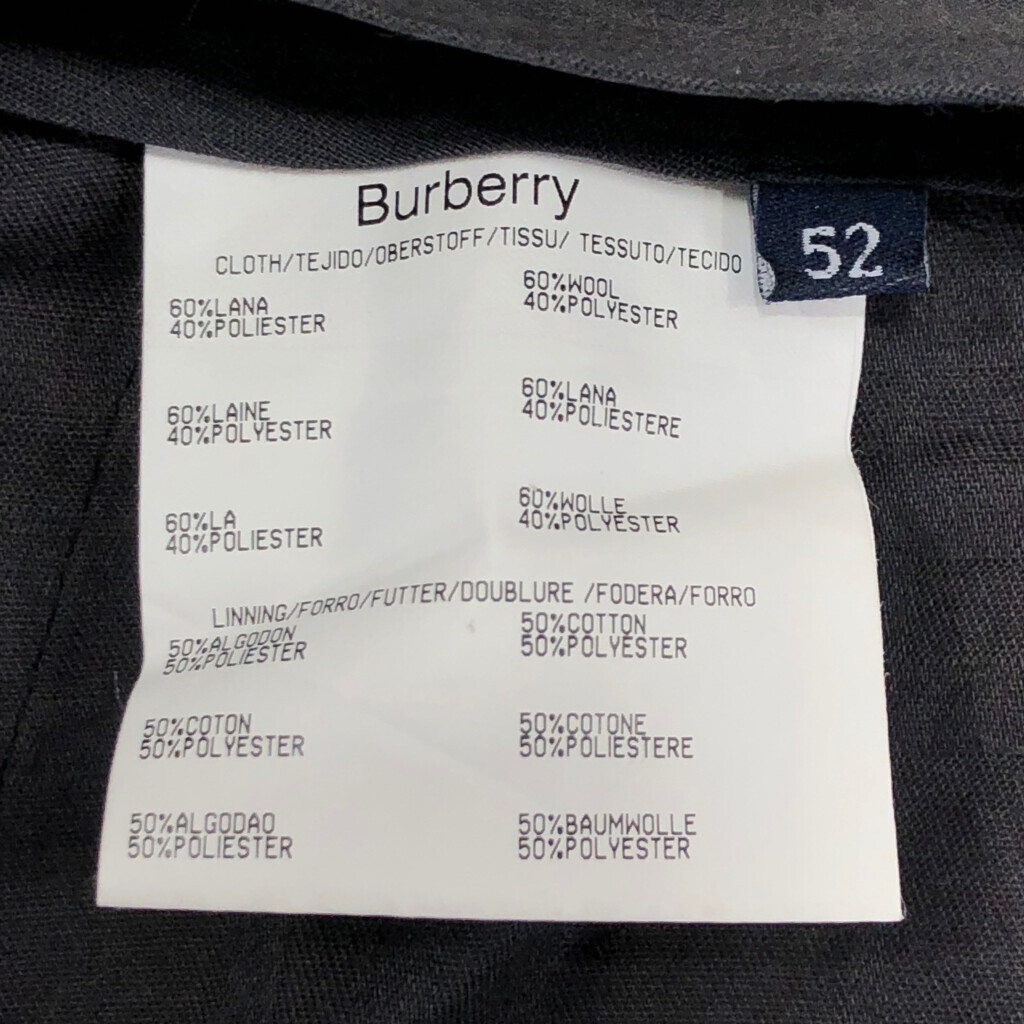 Burberry
52
CLOTH/TEJIDO/OBERSTOFF/TISSU/ TESSUTO/TECIDO
60%LANA
40%POLIESTER
60%WOOL
40%POLYESTER
60%LAINE
40%POLYESTER
60%LANA
40%POLIESTERE
60%LA
40%POLIESTER
60%WOLLE
40%POLYESTER
LINNING/FORRO/FUTTER/DOUBLURE /FODERA/FORRO
50%ALGODON
50%POLIESTER
50%COTTON
50%POLYESTER
50%COTON
50%POLYESTER
50%COTONE
50%POLIESTERE
50%ALGODAO
50%POLIESTER
50%BAUMWOLLE
50%POLYESTER